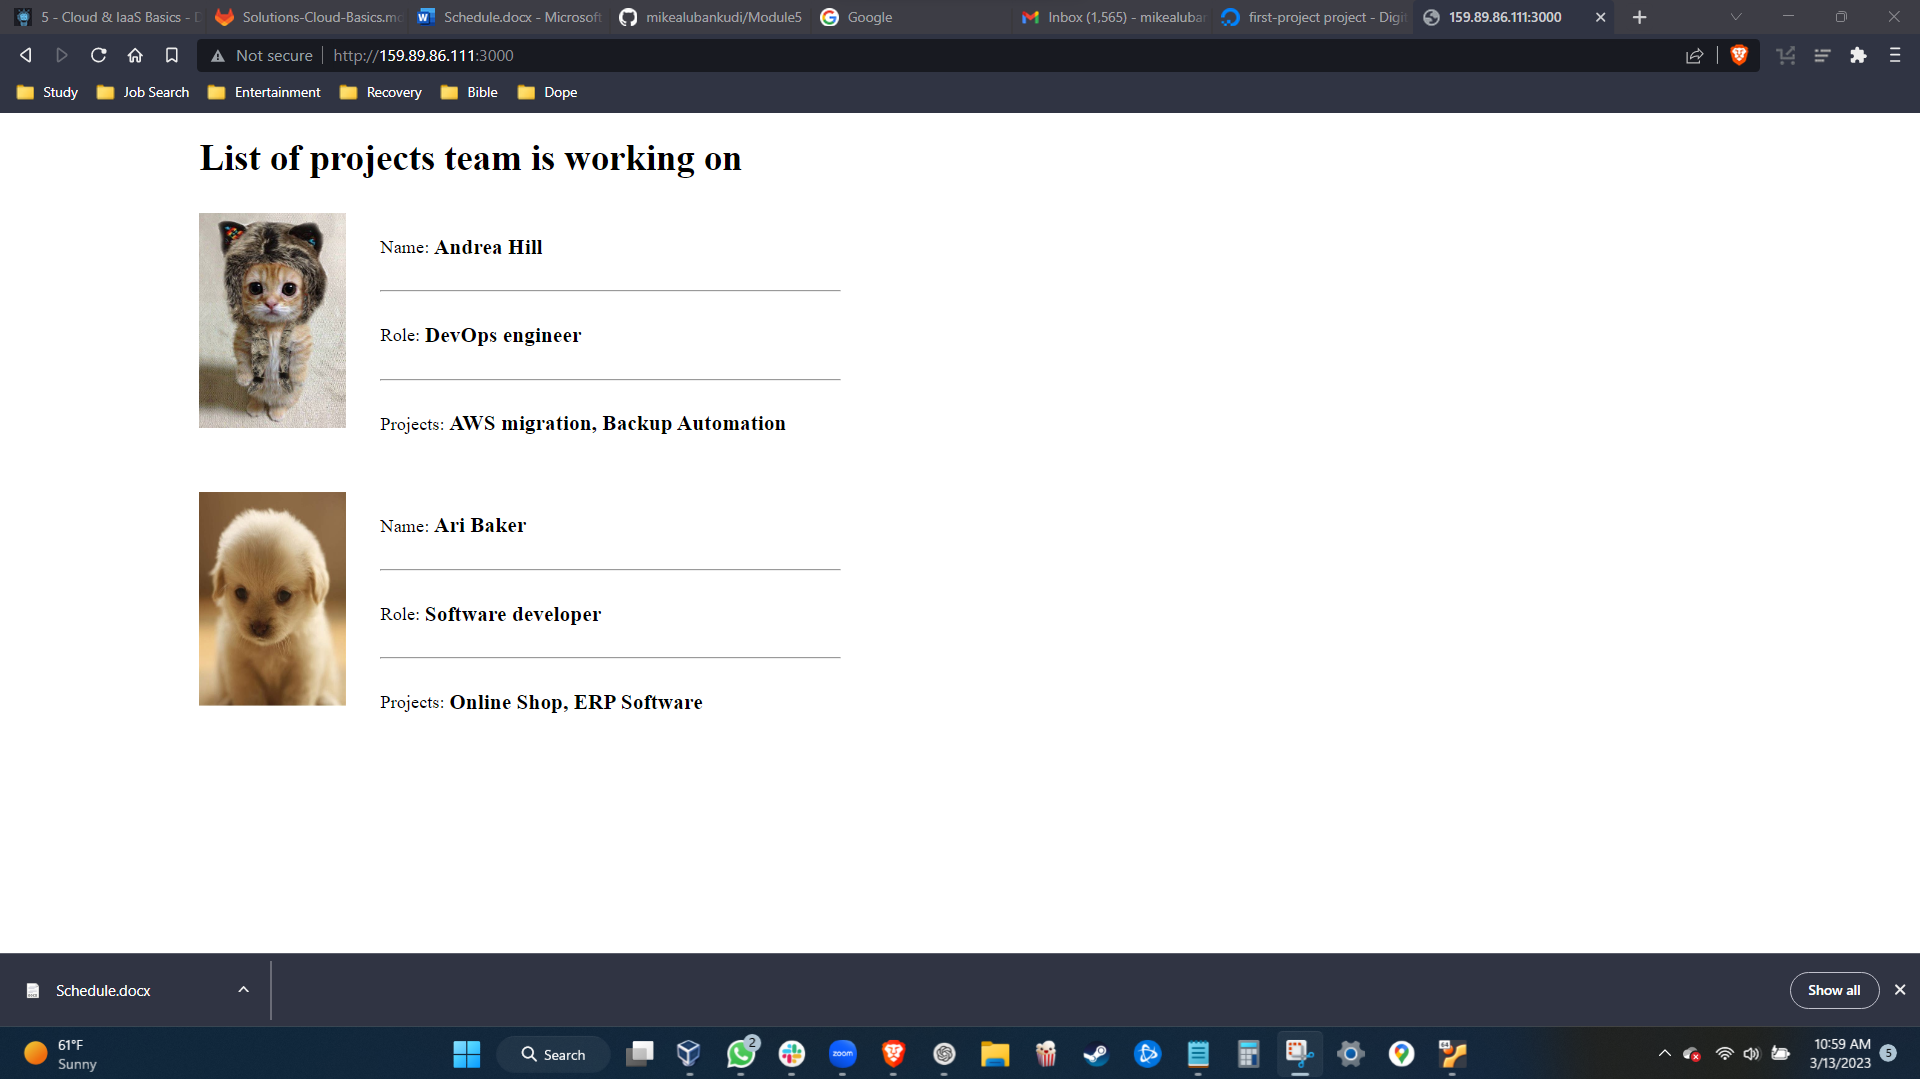 5 - Cloud & IaaS Basics - D
Solutions-Cloud-Basics.md
Schedule.docx - Microsoft
mikealubankudi/Module5
Google
Inbox (1,565) - mikealuban
first-project project - Digit
159.89.86.111:3000
Not secure
http://159.89.86.111:3000
Study
Job Search
Entertainment
Recovery
Bible
Dope
List of projects team is working on
Name: Andrea Hill
Role: DevOps engineer
Projects: AWS migration, Backup Automation
Name: Ari Baker
Role: Software developer
Projects: Online Shop, ERP Software
Schedule.docx
Show all
61°F
Sunny
Search
2
zoom
64
10:59 AM
3/13/2023
5